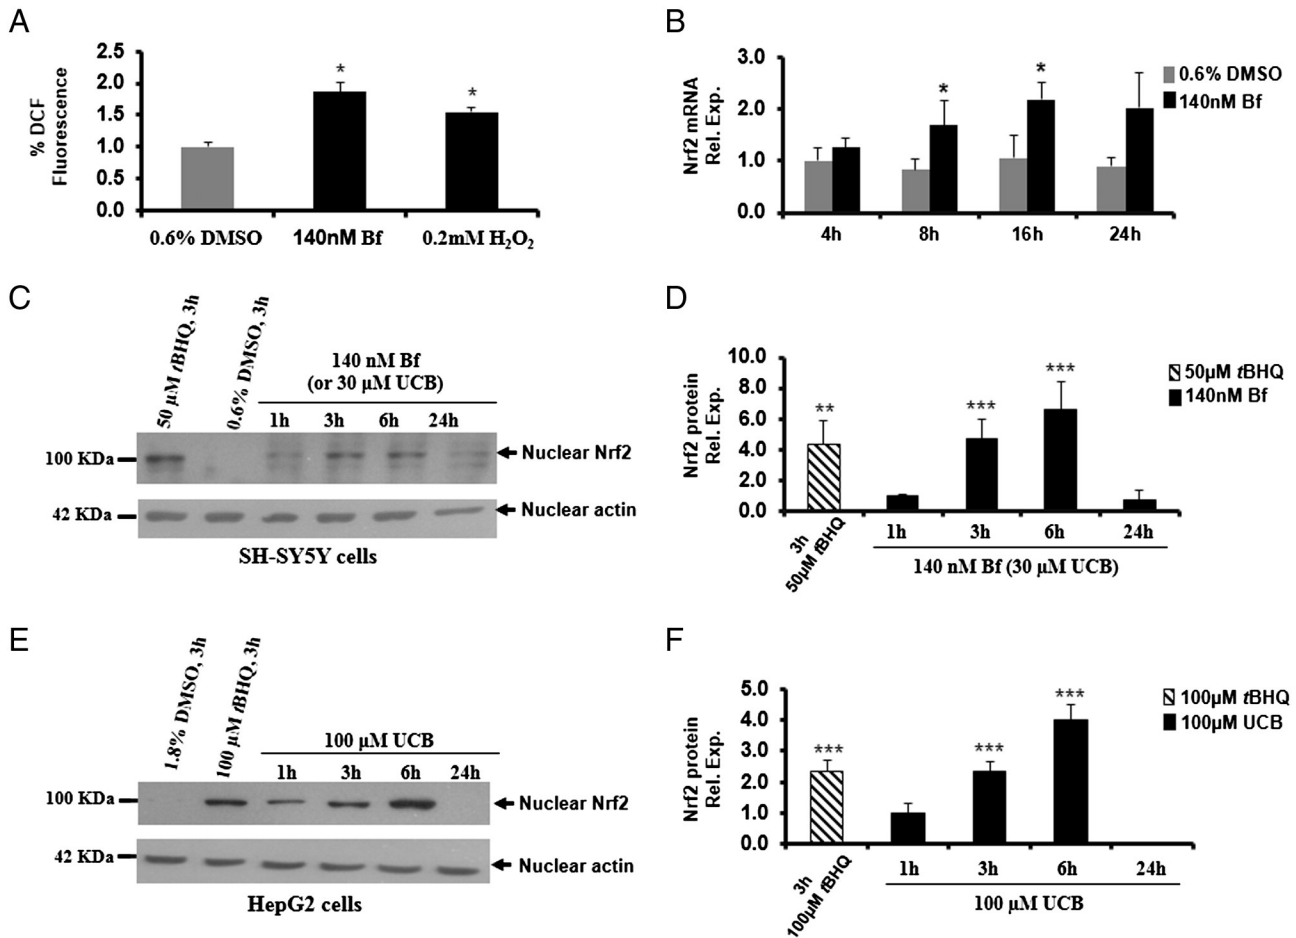 A
% DCF
Fluorescence
2.5
2.0
1.5
1.0
0.5
0.0
*
*
0.6% DMSO
140nM Bf
0.2mM H₂O₂
B
Nrf2 mRNA
Rel. Exp.
3.0
2.0
1.0
0.0
*
*
4h
8h
16h
24h
0.6% DMSO
140nM Bf
C
50 µM tBHQ, 3h
0.6% DMSO, 3h
140 nM Bf
(or 30 µM UCB)
1h 3h 6h 24h
100 KDa
Nuclear Nrf2
42 KDa
Nuclear actin
SH-SY5Y cells
D
Nrf2 protein
Rel. Exp.
10.0
8.0
6.0
4.0
2.0
0.0
**
***
***
50µM tBHQ
140nM Bf
3h
50µM tBHQ
1h 3h 6h 24h
140 nM Bf (30 µM UCB)
E
1.8% DMSO, 3h
100 µM tBHQ, 3h
100 µM UCB
1h 3h 6h 24h
100 KDa
Nuclear Nrf2
42 KDa
Nuclear actin
HepG2 cells
F
Nrf2 protein
Rel. Exp.
5.0
4.0
3.0
2.0
1.0
0.0
***
***
***
100µM tBHQ
100µM UCB
3h
100µM tBHQ
1h 3h 6h 24h
100 µM UCB